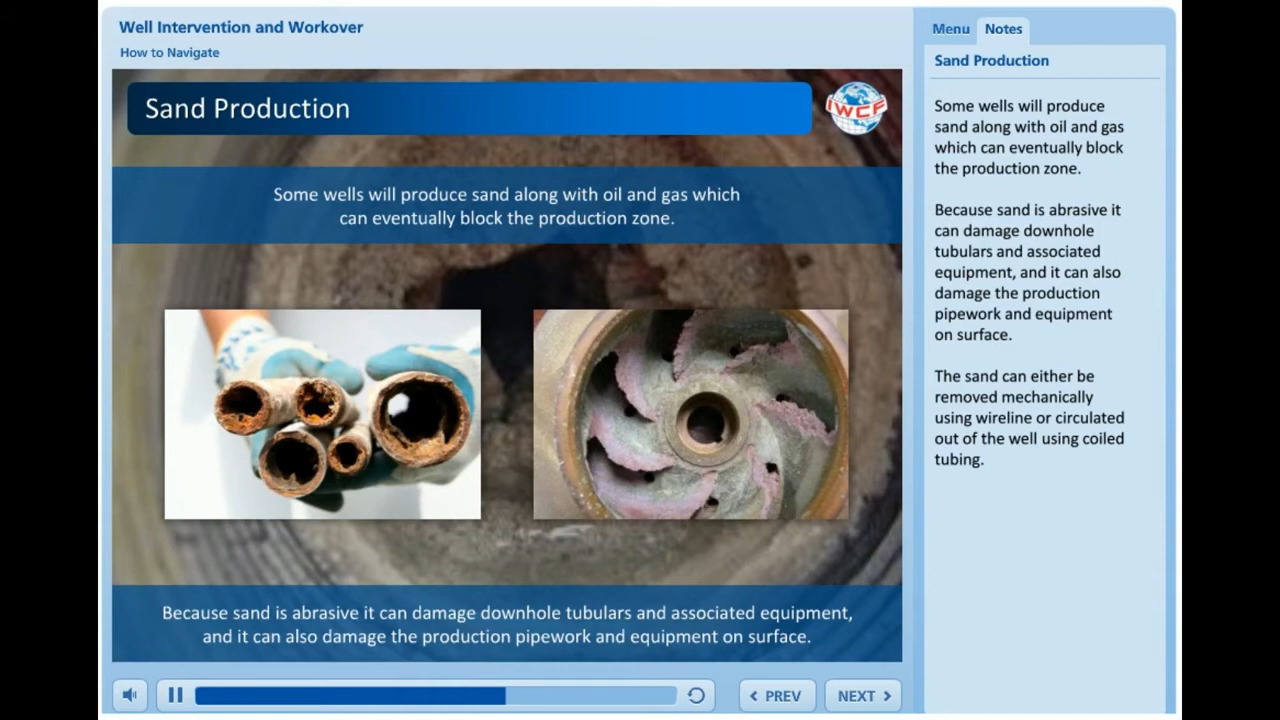 Well Intervention and Workover
How to Navigate
Sand Production
IWCF
Some wells will produce sand along with oil and gas which
can eventually block the production zone.
Because sand is abrasive it can damage downhole tubulars and associated equipment,
and it can also damage the production pipework and equipment on surface.
PREV
NEXT
Menu
Notes
Sand Production
Some wells will produce
sand along with oil and gas
which can eventually block
the production zone.
Because sand is abrasive it
can damage downhole
tubulars and associated
equipment, and it can also
damage the production
pipework and equipment
on surface.
The sand can either be
removed mechanically
using wireline or circulated
out of the well using coiled
tubing.